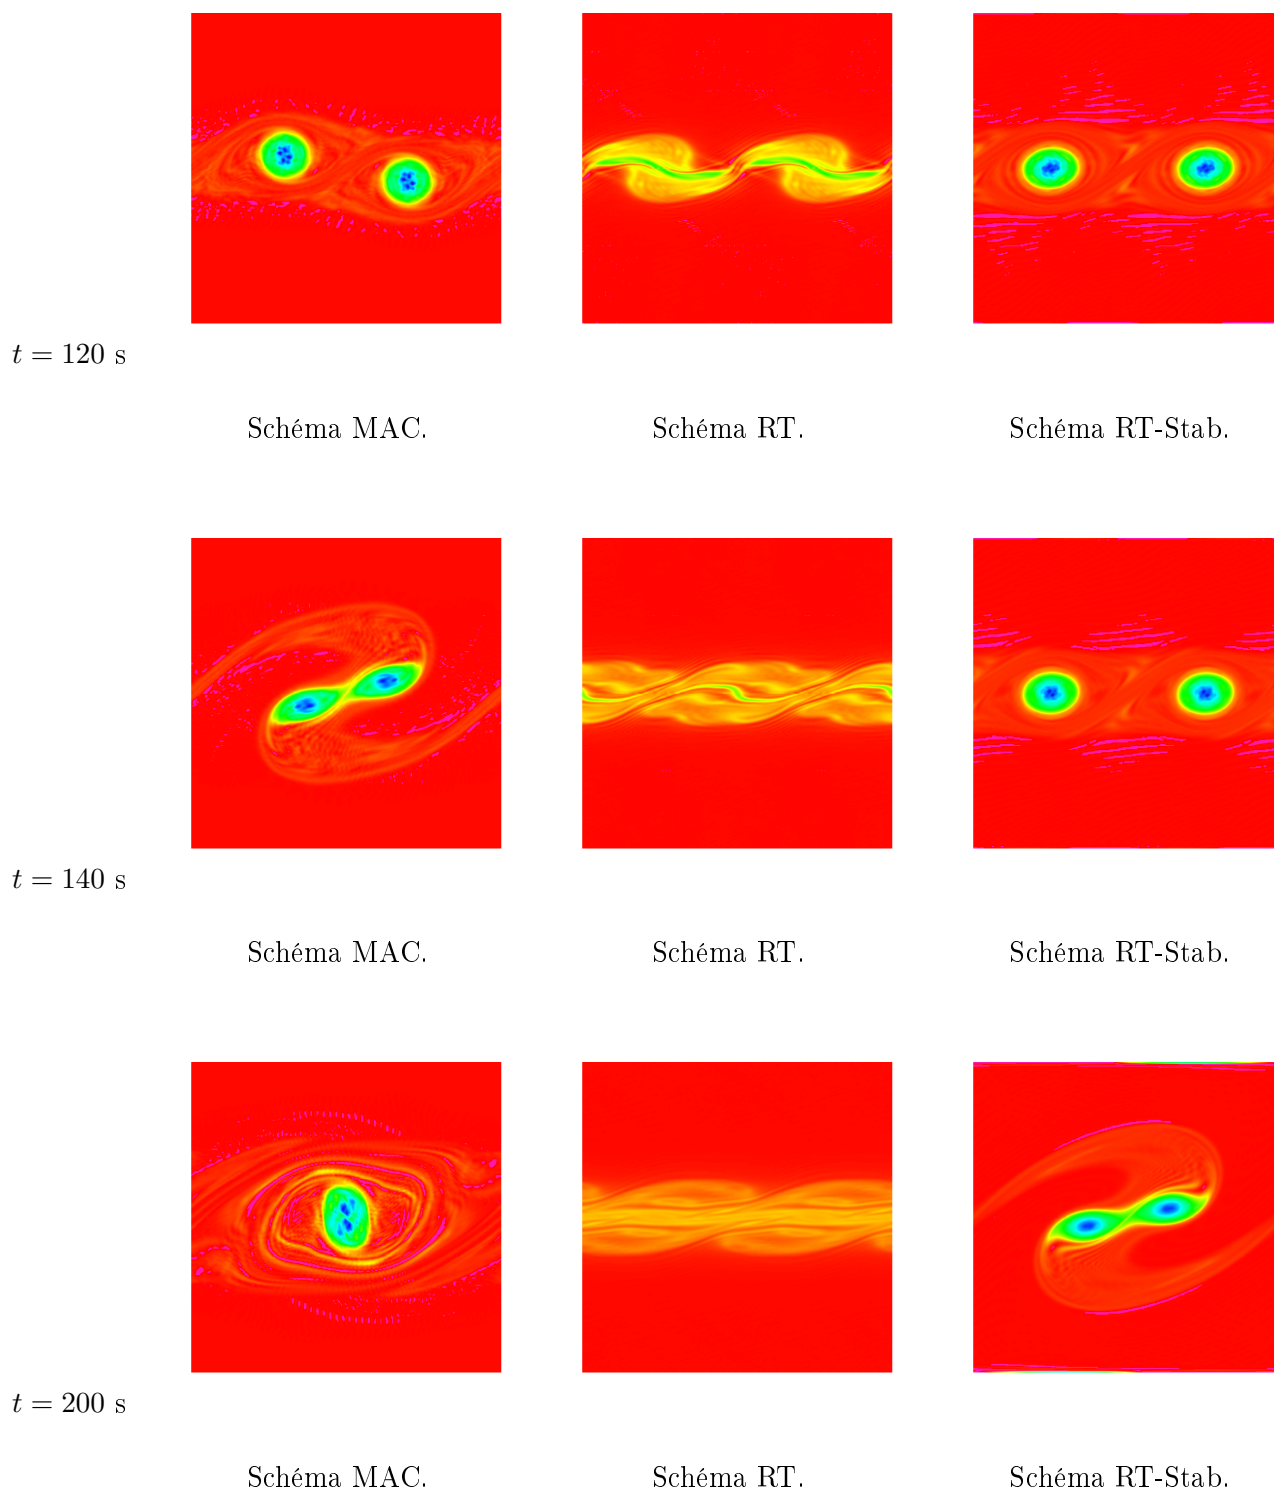 t = 120 s
Schéma MAC. Schéma RT. Schéma RT-Stab.
t = 140 s
Schéma MAC. Schéma RT. Schéma RT-Stab.
t = 200 s
Schéma MAC. Schéma RT. Schéma RT-Stab.